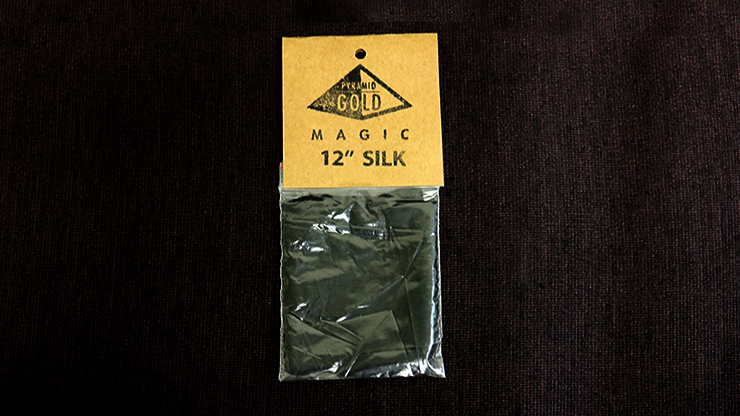 PYRAMID
GOLD
MAGIC
12" SILK